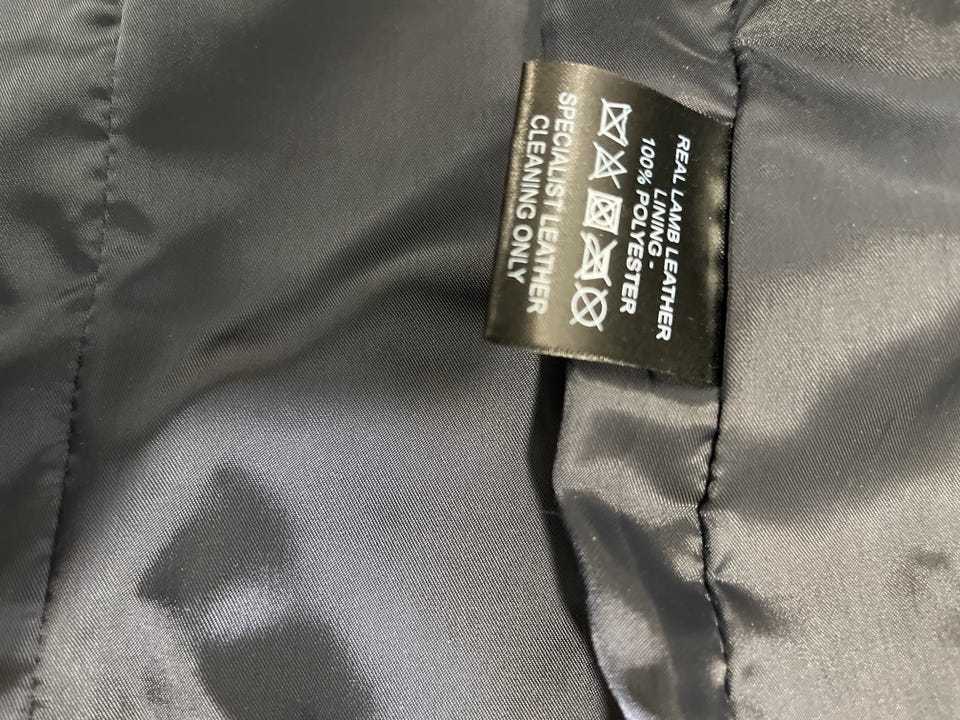 REAL LAMB LEATHER
LINING -
100% POLYESTER
SPECIALIST LEATHER
CLEANING ONLY